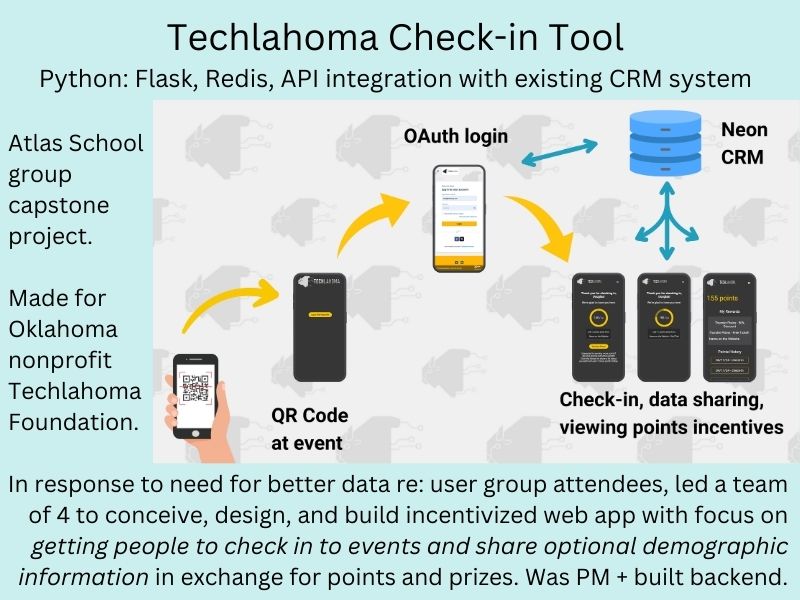 Techlahoma Check-in Tool
Python: Flask, Redis, API integration with existing CRM system
Atlas School
group
capstone
project.
Made for
Oklahoma
nonprofit
Techlahoma
Foundation.
OAuth login
Neon
CRM
TECHLAHOMA
155 points
My Rewards
QR Code
at event
Check-in, data sharing,
viewing points incentives
In response to need for better data re: user group attendees, led a team
of 4 to conceive, design, and build incentivized web app with focus on
getting people to check in to events and share optional demographic
information in exchange for points and prizes. Was PM + built backend.